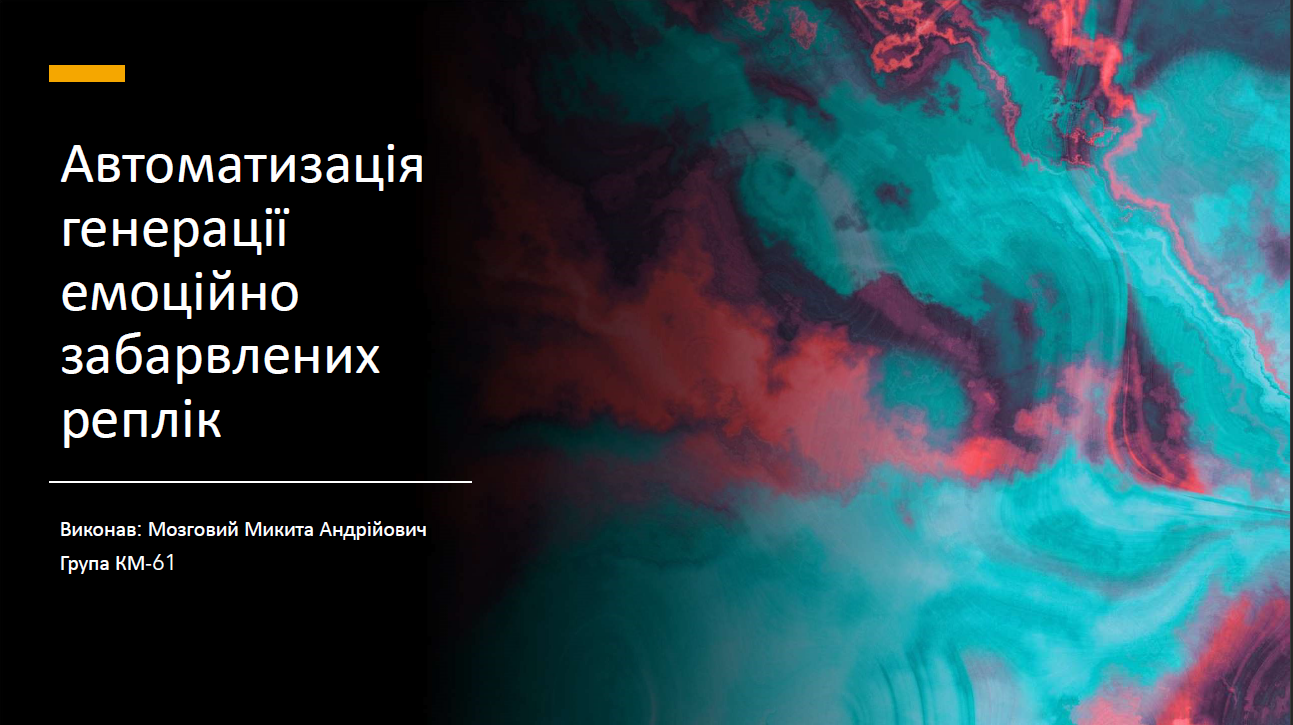 Автоматизація
генерації
емоційно
забарвлених
реплік
Виконав: Мозговий Микита Андрійович
Група КМ-61